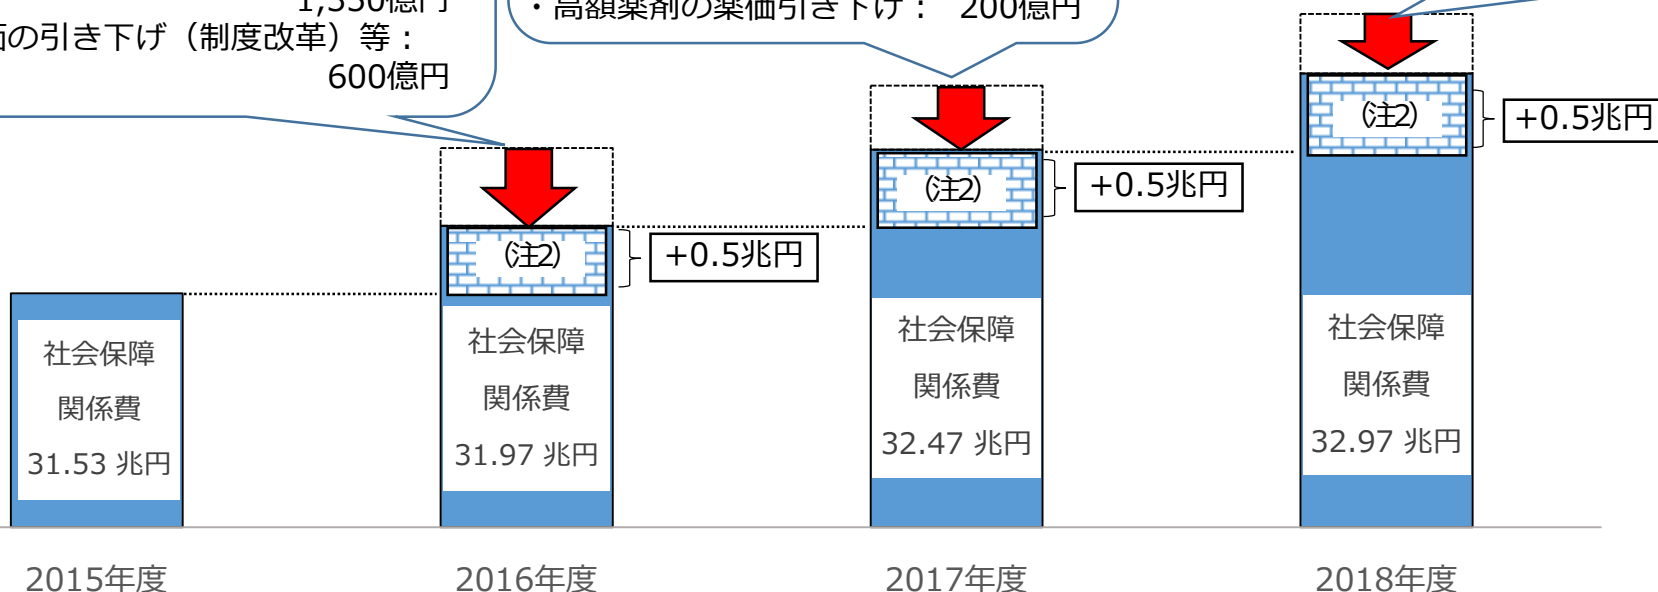 価の引き下げ（制度改革）等：
600億円
・高額薬剤の薬価引き下げ： 200億円
(注2)
+0.5兆円
(注2)
+0.5兆円
(注2)
+0.5兆円
社会保障
関係費
31.53 兆円
社会保障
関係費
31.97 兆円
社会保障
関係費
32.47 兆円
社会保障
関係費
32.97 兆円
2015年度
2016年度
2017年度
2018年度